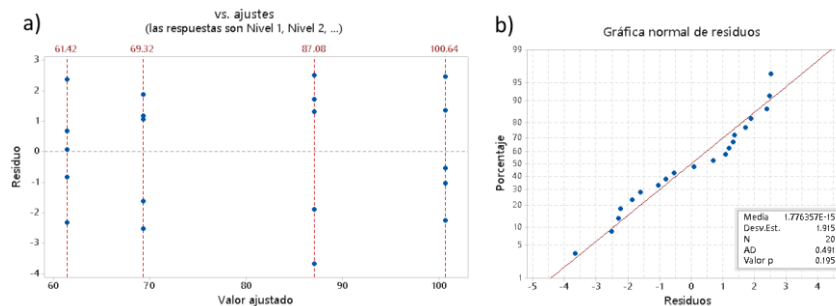 a)
vs. ajustes
(las respuestas son Nivel 1, Nivel 2, ...)
61.42 69.32 87.08 100.64
3
2
1
0
-1
-2
-3
-4
Residuo
60 70 80 90 100
Valor ajustado
b)
Gráfica normal de residuos
99
95
90
80
70
60
50
40
30
20
10
5
1
Porcentaje
-5 -4 -3 -2 -1 0 1 2 3 4
Residuos
Media 1.776357E-15
Desv.Est. 1.915
N 20
AD 0.491
Valor p 0.195